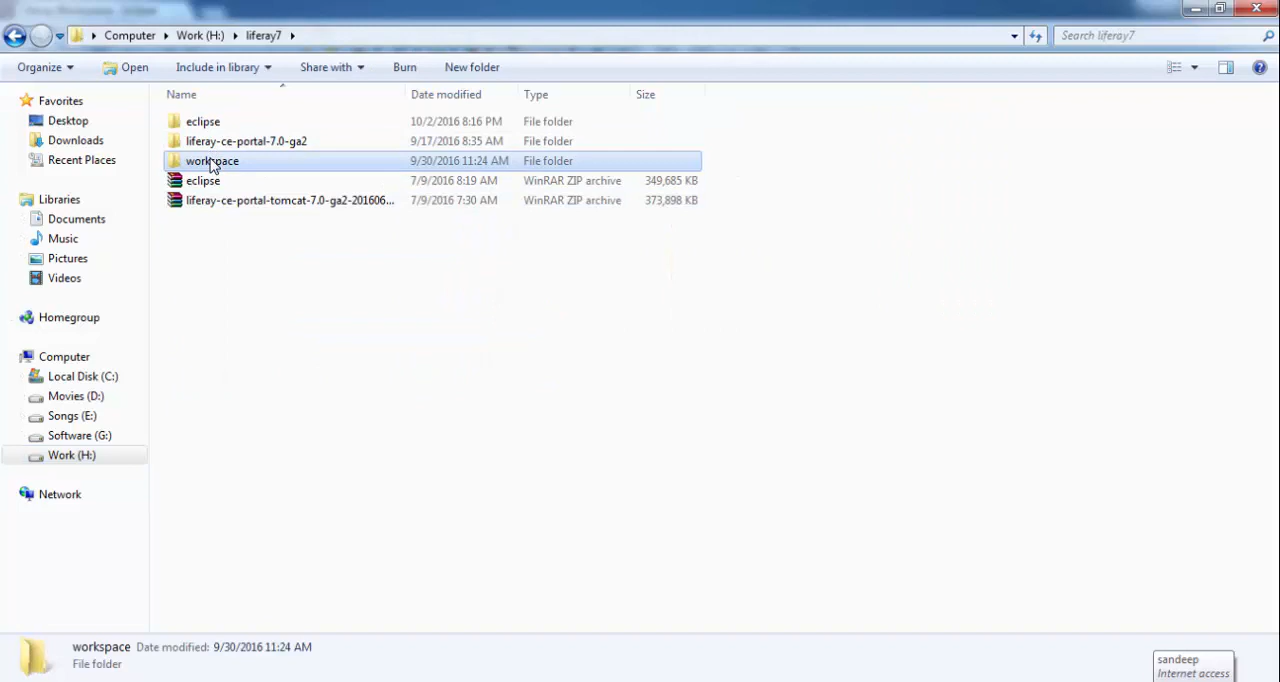 Computer Work (H:) liferay7
Search liferay7
Organize Open Include in library Share with Burn New folder
Name Date modified Type Size
eclipse 10/2/2016 8:16 PM File folder
liferay-ce-portal-7.0-ga2 9/17/2016 8:35 AM File folder
workspace 9/30/2016 11:24 AM File folder
eclipse 7/9/2016 8:19 AM WinRAR ZIP archive 349,685 KB
liferay-ce-portal-tomcat-7.0-ga2-201606... 7/9/2016 7:30 AM WinRAR ZIP archive 373,898 KB
Favorites
Desktop
Downloads
Recent Places
Libraries
Documents
Music
Pictures
Videos
Homegroup
Computer
Local Disk (C:)
Movies (D:)
Songs (E:)
Software (G:)
Work (H:)
Network
workspace Date modified: 9/30/2016 11:24 AM
File folder
sandeep
Internet access